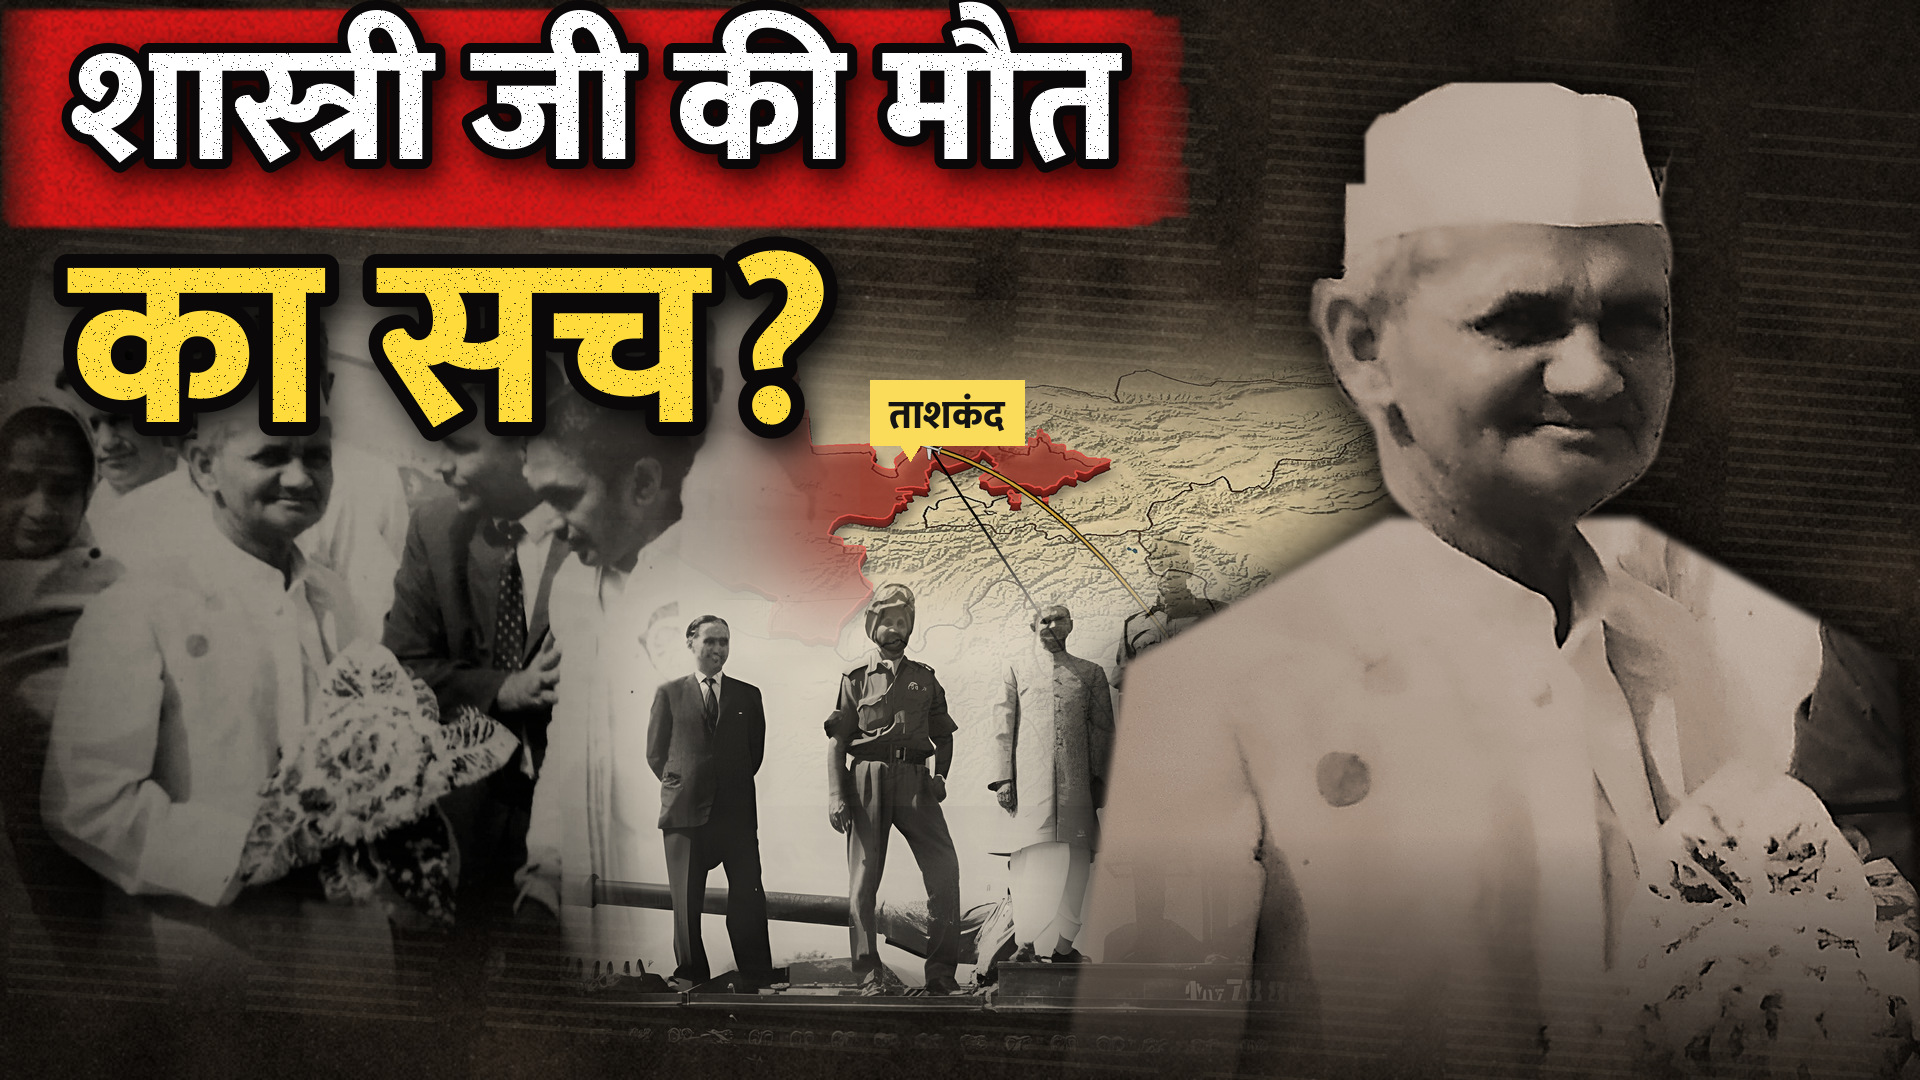 शास्त्री जी की मौत
का सच?
ताशकंद